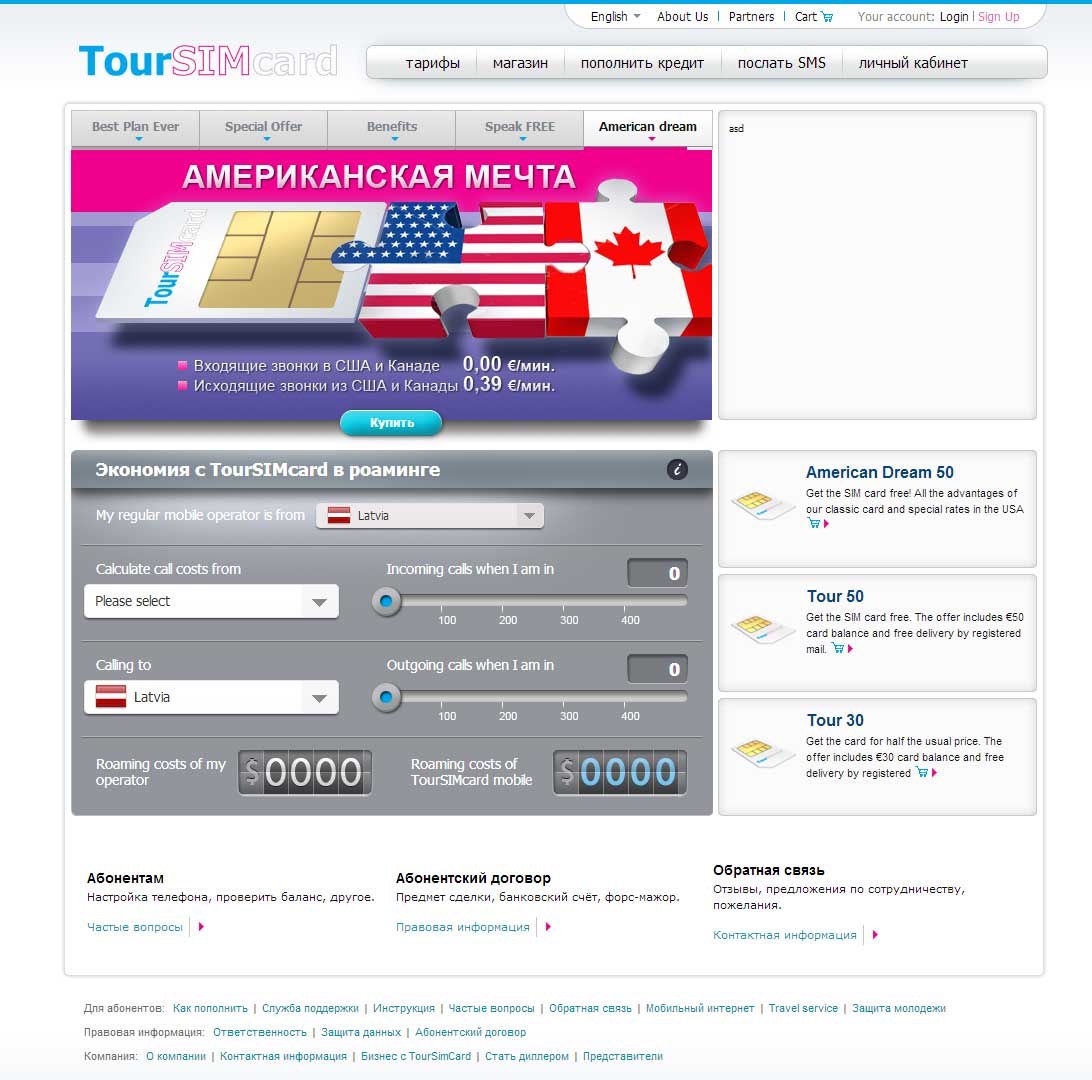 English About Us Partners Cart Your account: Login Sign Up
TourSIMcard
тарифы магазин пополнить кредит послать SMS личный кабинет
Best Plan Ever Special Offer Benefits Speak FREE American dream
asd
АМЕРИКАНСКАЯ МЕЧТА
TourSIMcard
Входящие звонки в США и Канаде 0,00 €/мин.
Исходящие звонки из США и Канады 0,39 €/мин.
Купить
Экономия с TourSIMcard в роаминге
i
My regular mobile operator is from Latvia
Calculate call costs from
Please select
Incoming calls when I am in 0
100 200 300 400
Calling to
Latvia
Outgoing calls when I am in 0
100 200 300 400
Roaming costs of my
operator
$0000
Roaming costs of
TourSIMcard mobile
$0000
American Dream 50
Get the SIM card free! All the advantages of
our classic card and special rates in the USA
Tour 50
Get the SIM card free. The offer includes €50
card balance and free delivery by registered
mail.
Tour 30
Get the card for half the usual price. The
offer includes €30 card balance and free
delivery by registered
Абонентам
Настройка телефона, проверить баланс, другое.
Частые вопросы
Абонентский договор
Предмет сделки, банковский счёт, форс-мажор.
Правовая информация
Обратная связь
Отзывы, предложения по сотрудничеству,
пожелания.
Контактная информация
Для абонентов: Как пополнить | Служба поддержки | Инструкция | Частые вопросы | Обратная связь | Мобильный интернет | Travel service | Защита молодежи
Правовая информация: Ответственность | Защита данных | Абонентский договор
Компания: О компании | Контактная информация | Бизнес с TourSimCard | Стать диллером | Представители